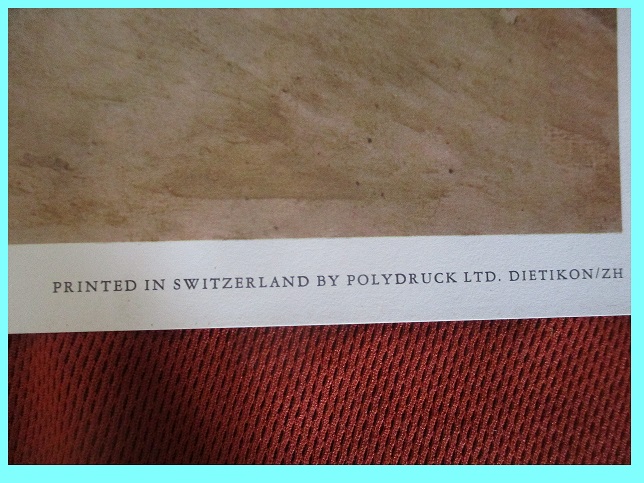 PRINTED IN SWITZERLAND BY POLYDRUCK LTD. DIETIKON/ZH